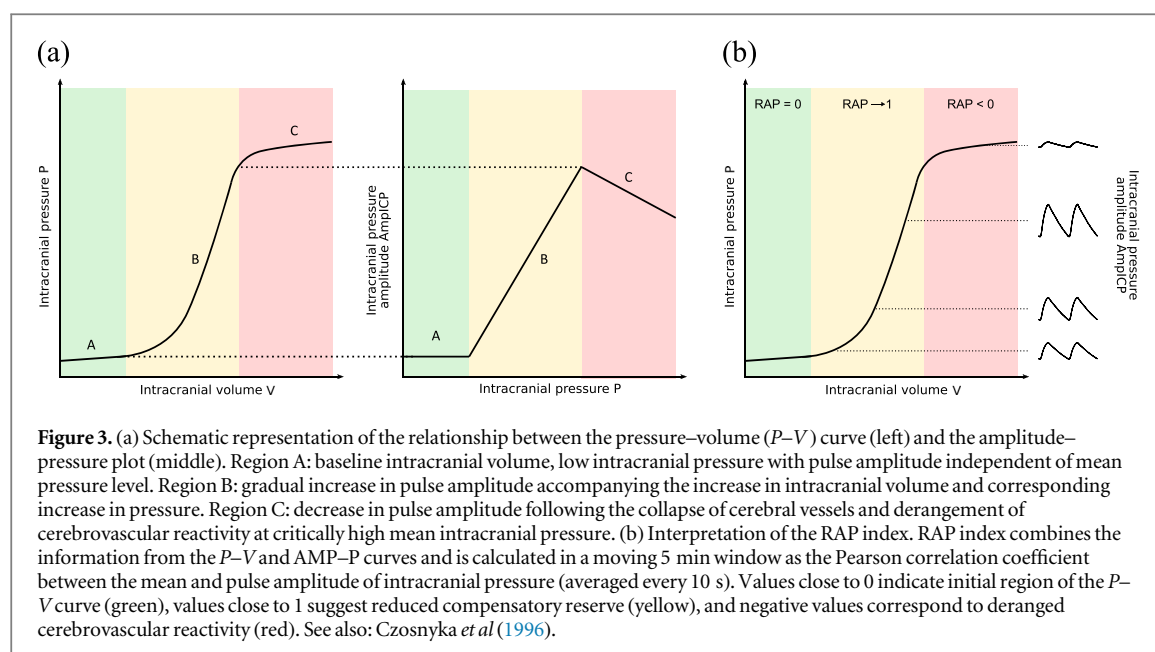 (a)
Intracranial pressure P
A
B
C
Intracranial volume V
Intracranial pressure
amplitude AmpICP
A
B
C
Intracranial pressure P
(b)
RAP = 0
RAP →1
RAP < 0
Intracranial pressure P
Intracranial volume V
Intracranial pressure
amplitude AmpICP
Figure 3. (a) Schematic representation of the relationship between the pressure–volume (P–V ) curve (left) and the amplitude–
pressure plot (middle). Region A: baseline intracranial volume, low intracranial pressure with pulse amplitude independent of mean
pressure level. Region B: gradual increase in pulse amplitude accompanying the increase in intracranial volume and corresponding
increase in pressure. Region C: decrease in pulse amplitude following the collapse of cerebral vessels and derangement of
cerebrovascular reactivity at critically high mean intracranial pressure. (b) Interpretation of the RAP index. RAP index combines the
information from the P–V and AMP–P curves and is calculated in a moving 5 min window as the Pearson correlation coefficient
between the mean and pulse amplitude of intracranial pressure (averaged every 10 s). Values close to 0 indicate initial region of the P–
V curve (green), values close to 1 suggest reduced compensatory reserve (yellow), and negative values correspond to deranged
cerebrovascular reactivity (red). See also: Czosnyka et al (1996).